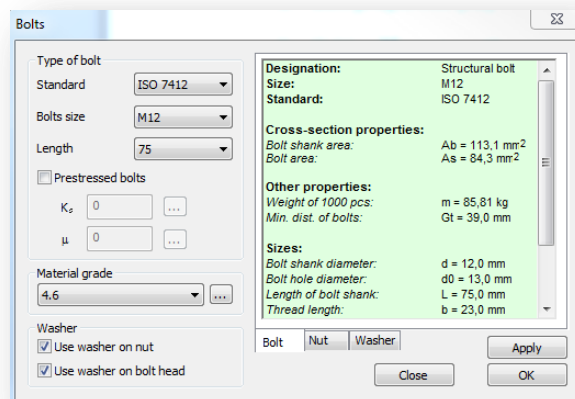 Bolts
Type of bolt
Standard
ISO 7412
Bolts size
M12
Length
75
Prestressed bolts
Ks
0
...
μ
0
...
Material grade
4.6
...
Washer
Use washer on nut
Use washer on bolt head
Designation: Structural bolt
Size: M12
Standard: ISO 7412
Cross-section properties:
Bolt shank area: Ab = 113,1 mm2
Bolt area: As = 84,3 mm2
Other properties:
Weight of 1000 pcs: m = 85,81 kg
Min. dist. of bolts: Gt = 39,0 mm
Sizes:
Bolt shank diameter: d = 12,0 mm
Bolt hole diameter: d0 = 13,0 mm
Length of bolt shank: L = 75,0 mm
Thread length: b = 23,0 mm
Bolt Nut Washer
Apply
Close OK